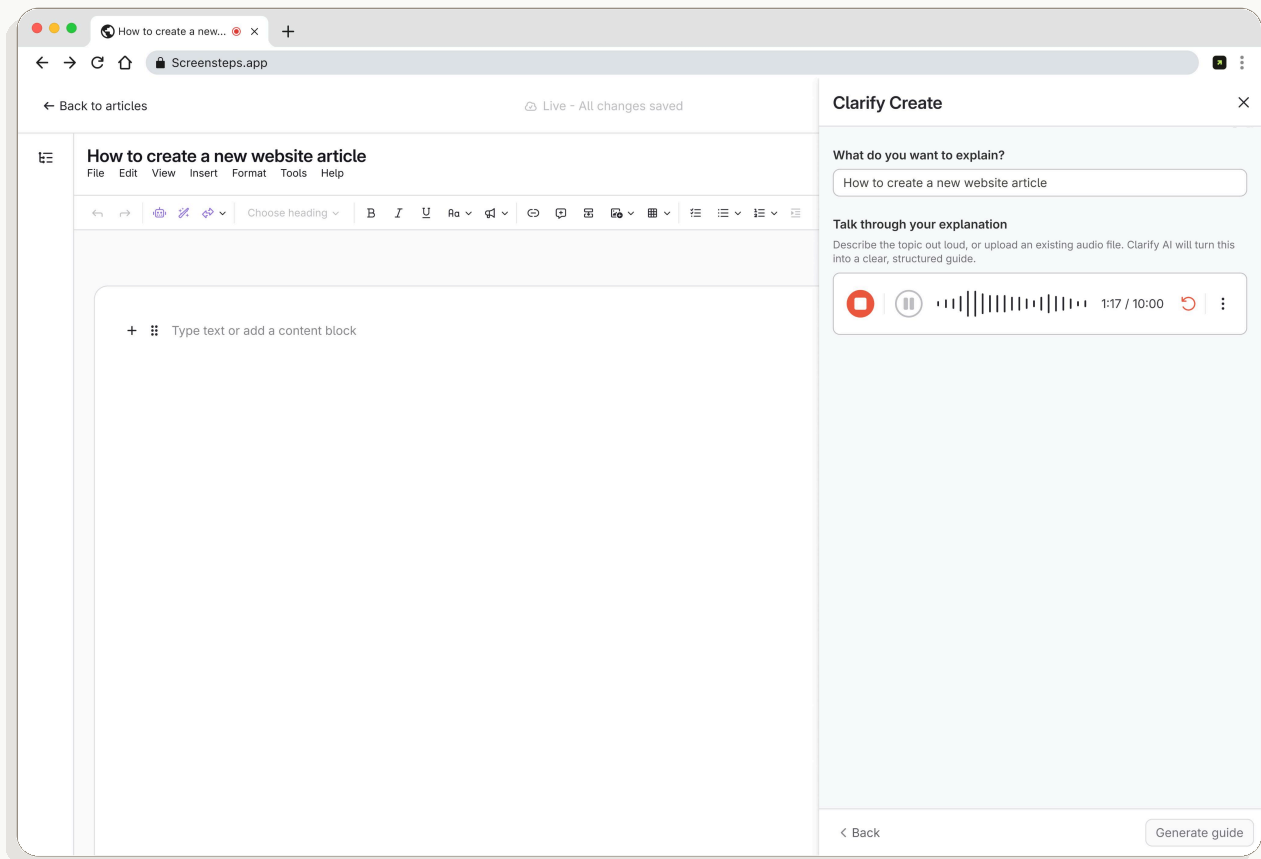 How to create a new...
Screensteps.app
Back to articles
Live - All changes saved
How to create a new website article
File Edit View Insert Format Tools Help
Choose heading
B I U Aa
Type text or add a content block
Clarify Create
What do you want to explain?
How to create a new website article
Talk through your explanation
Describe the topic out loud, or upload an existing audio file. Clarify AI will turn this
into a clear, structured guide.
1:17 / 10:00
Back
Generate guide